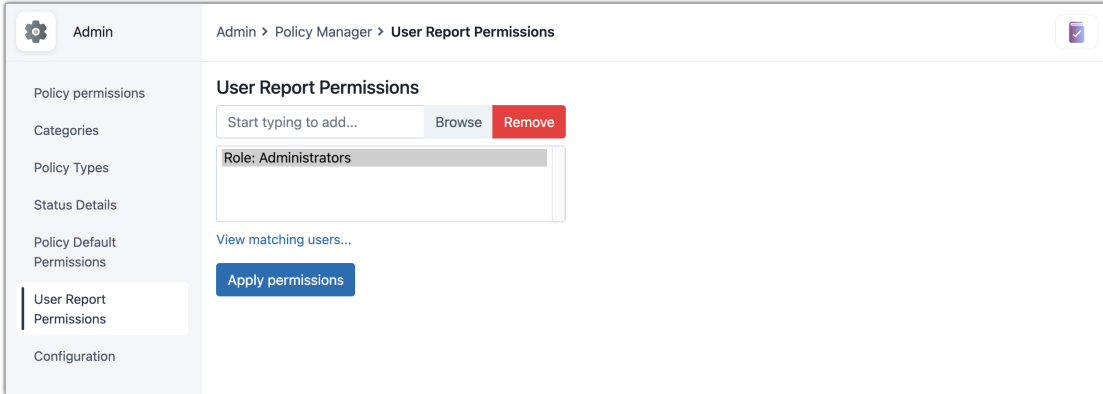 Admin
Admin > Policy Manager > User Report Permissions
Policy permissions
Categories
Policy Types
Status Details
Policy Default
Permissions
User Report
Permissions
Configuration
User Report Permissions
Start typing to add...
Browse
Remove
Role: Administrators
View matching users...
Apply permissions